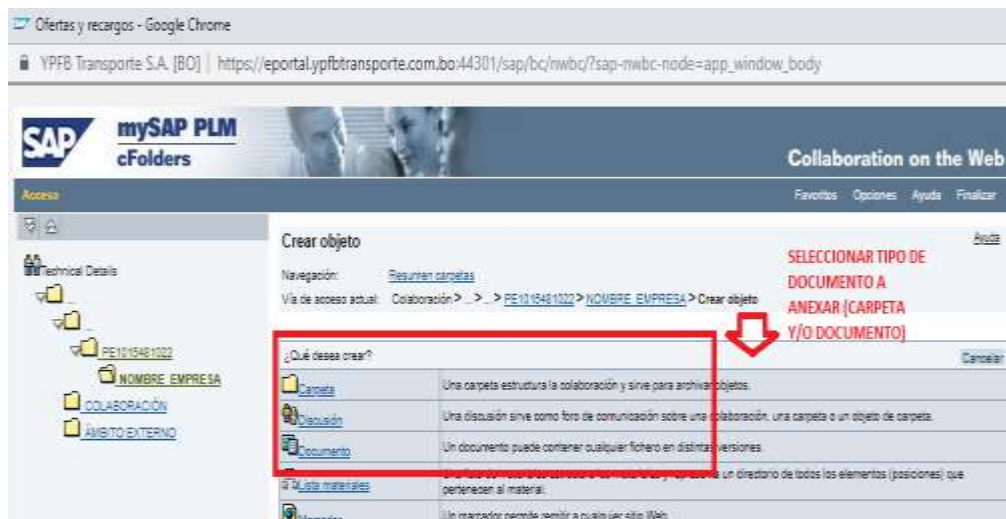 Ofertas y recargos - Google Chrome
YPFB Transporte S.A. [BO] | https://eportal.ypfbtransporte.com.bo:44301/sap/bc/nwbc/?sap-nwbc-node=app_window_body
SAP
mySAP PLM
cFolders
Collaboration on the Web
Acceso
Favoritos Opciones Ayuda Finalizar
Technical Details
PE1015481022
NOMBRE EMPRESA
COLABORACIÓN
ÁMBITO EXTERNO
Crear objeto
Ayuda
Navegación: Resumen carpetas
Vía de acceso actual: Colaboración > _ > _ > PE1015481022 > NOMBRE EMPRESA > Crear objeto
SELECCIONAR TIPO DE
DOCUMENTO A
ANEXAR (CARPETA
Y/O DOCUMENTO)
¿Qué desea crear?
Cancelar
Carpeta Una carpeta estructura la colaboración y sirve para archivar objetos.
Discusión Una discusión sirve como foro de comunicación sobre una colaboración, una carpeta o un objeto de carpeta.
Documento Un documento puede contener cualquier fichero en distintas versiones.
Lista materiales un directorio de todos los elementos (posiciones) que
pertenecen al material.
Un marcador permite remitir a cualquier sitio Web.